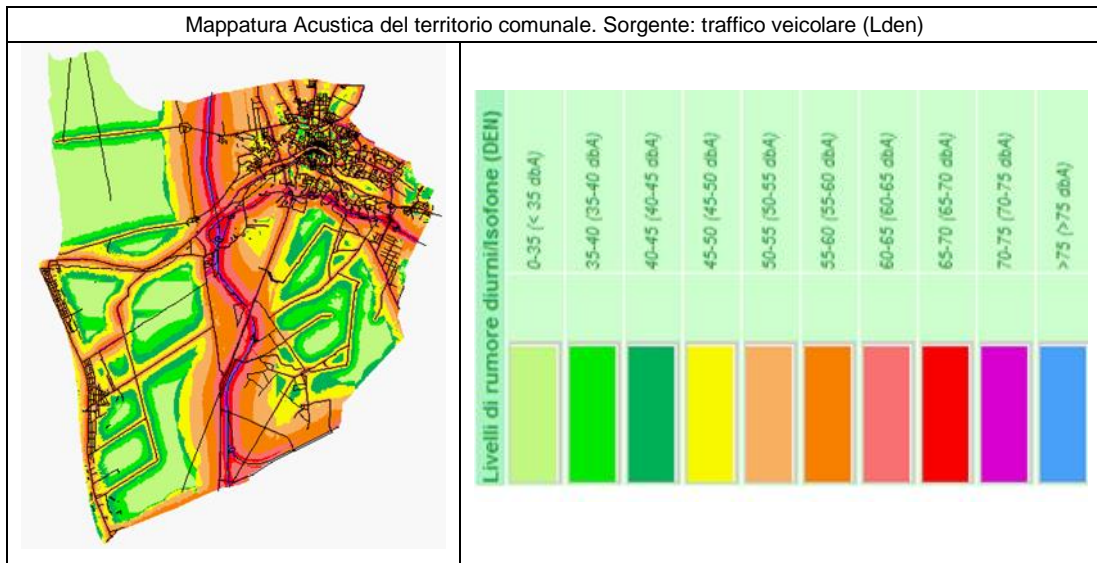 Mappatura Acustica del territorio comunale. Sorgente: traffico veicolare (Lden)
Livelli di rumore diurni/Isofone (DEN)
0-35 (< 35 dbA)
35-40 (35-40 dbA)
40-45 (40-45 dbA)
45-50 (45-50 dbA)
50-55 (50-55 dbA)
55-60 (55-60 dbA)
60-65 (60-65 dbA)
65-70 (65-70 dbA)
70-75 (70-75 dbA)
>75 (>75 dbA)